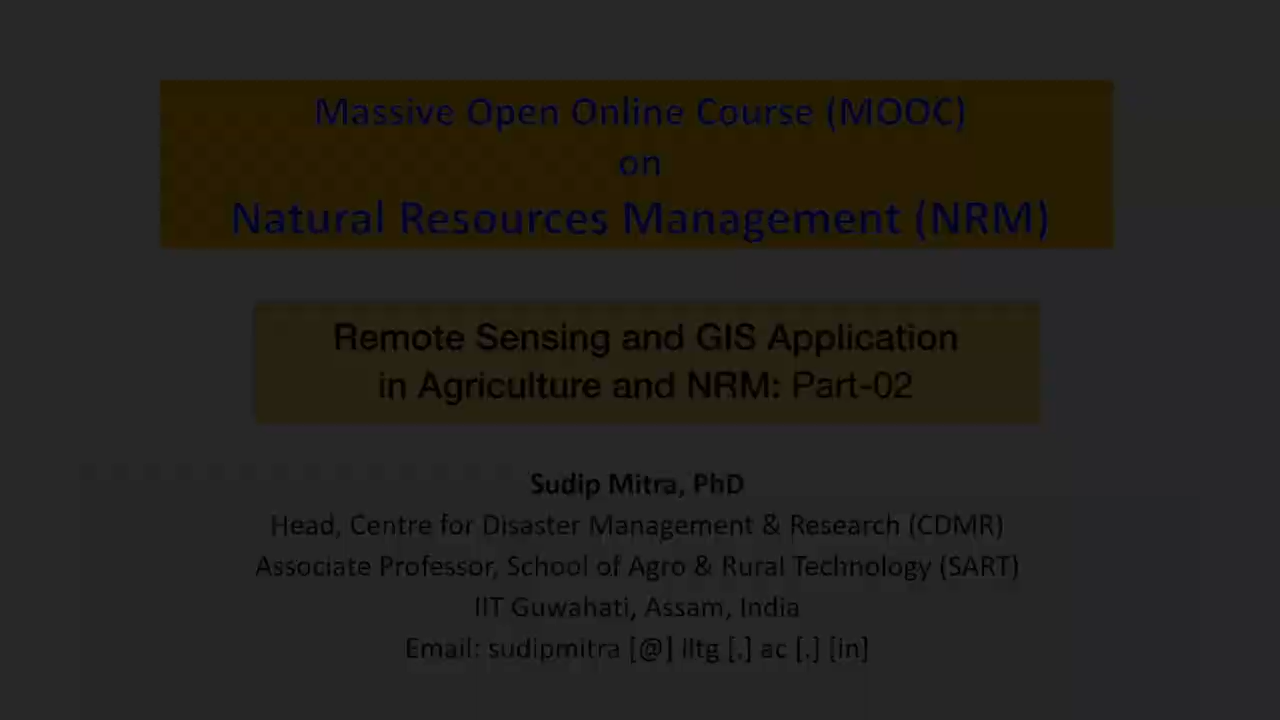 Massive Open Online Course (MOOC)
on
Natural Resources Management (NRM)
Remote Sensing and GIS Application
in Agriculture and NRM: Part-02
Sudip Mitra, PhD
Head, Centre for Disaster Management & Research (CDMR)
Associate Professor, School of Agro & Rural Technology (SART)
IIT Guwahati, Assam, India
Email: sudipmitra [@] iitg [.] ac [.] [in]